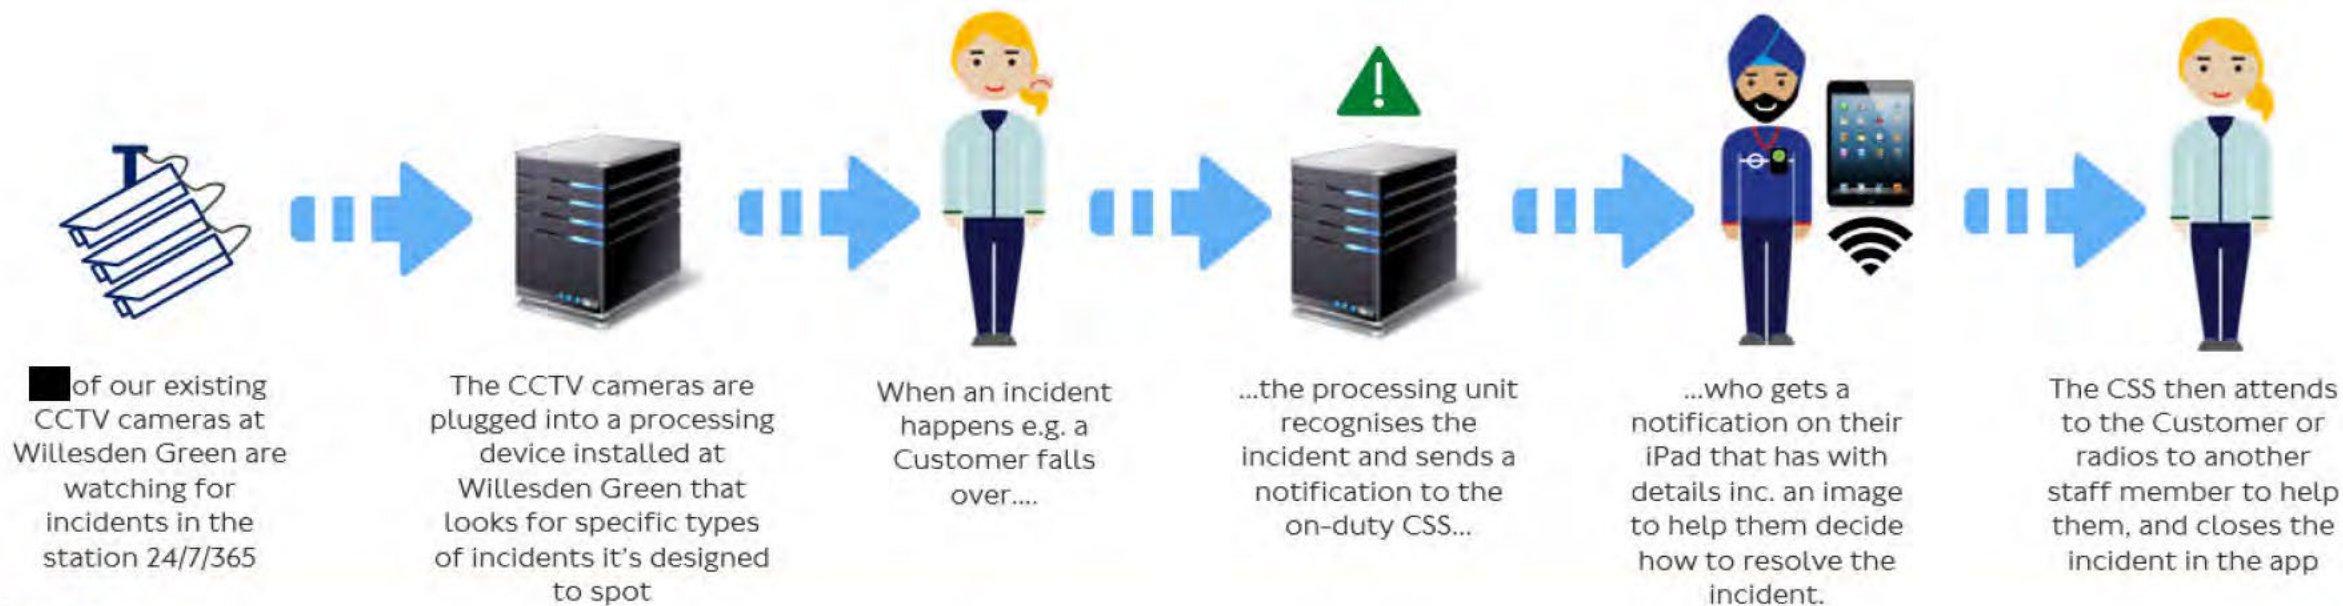 of our existing
CCTV cameras at
Willesden Green are
watching for
incidents in the
station 24/7/365
The CCTV cameras are
plugged into a processing
device installed at
Willesden Green that
looks for specific types
of incidents it's designed
to spot
When an incident
happens e.g. a
Customer falls
over....
...the processing unit
recognises the
incident and sends a
notification to the
on-duty CSS...
...who gets a
notification on their
iPad that has with
details inc. an image
to help them decide
how to resolve the
incident.
The CSS then attends
to the Customer or
radios to another
staff member to help
them, and closes the
incident in the app